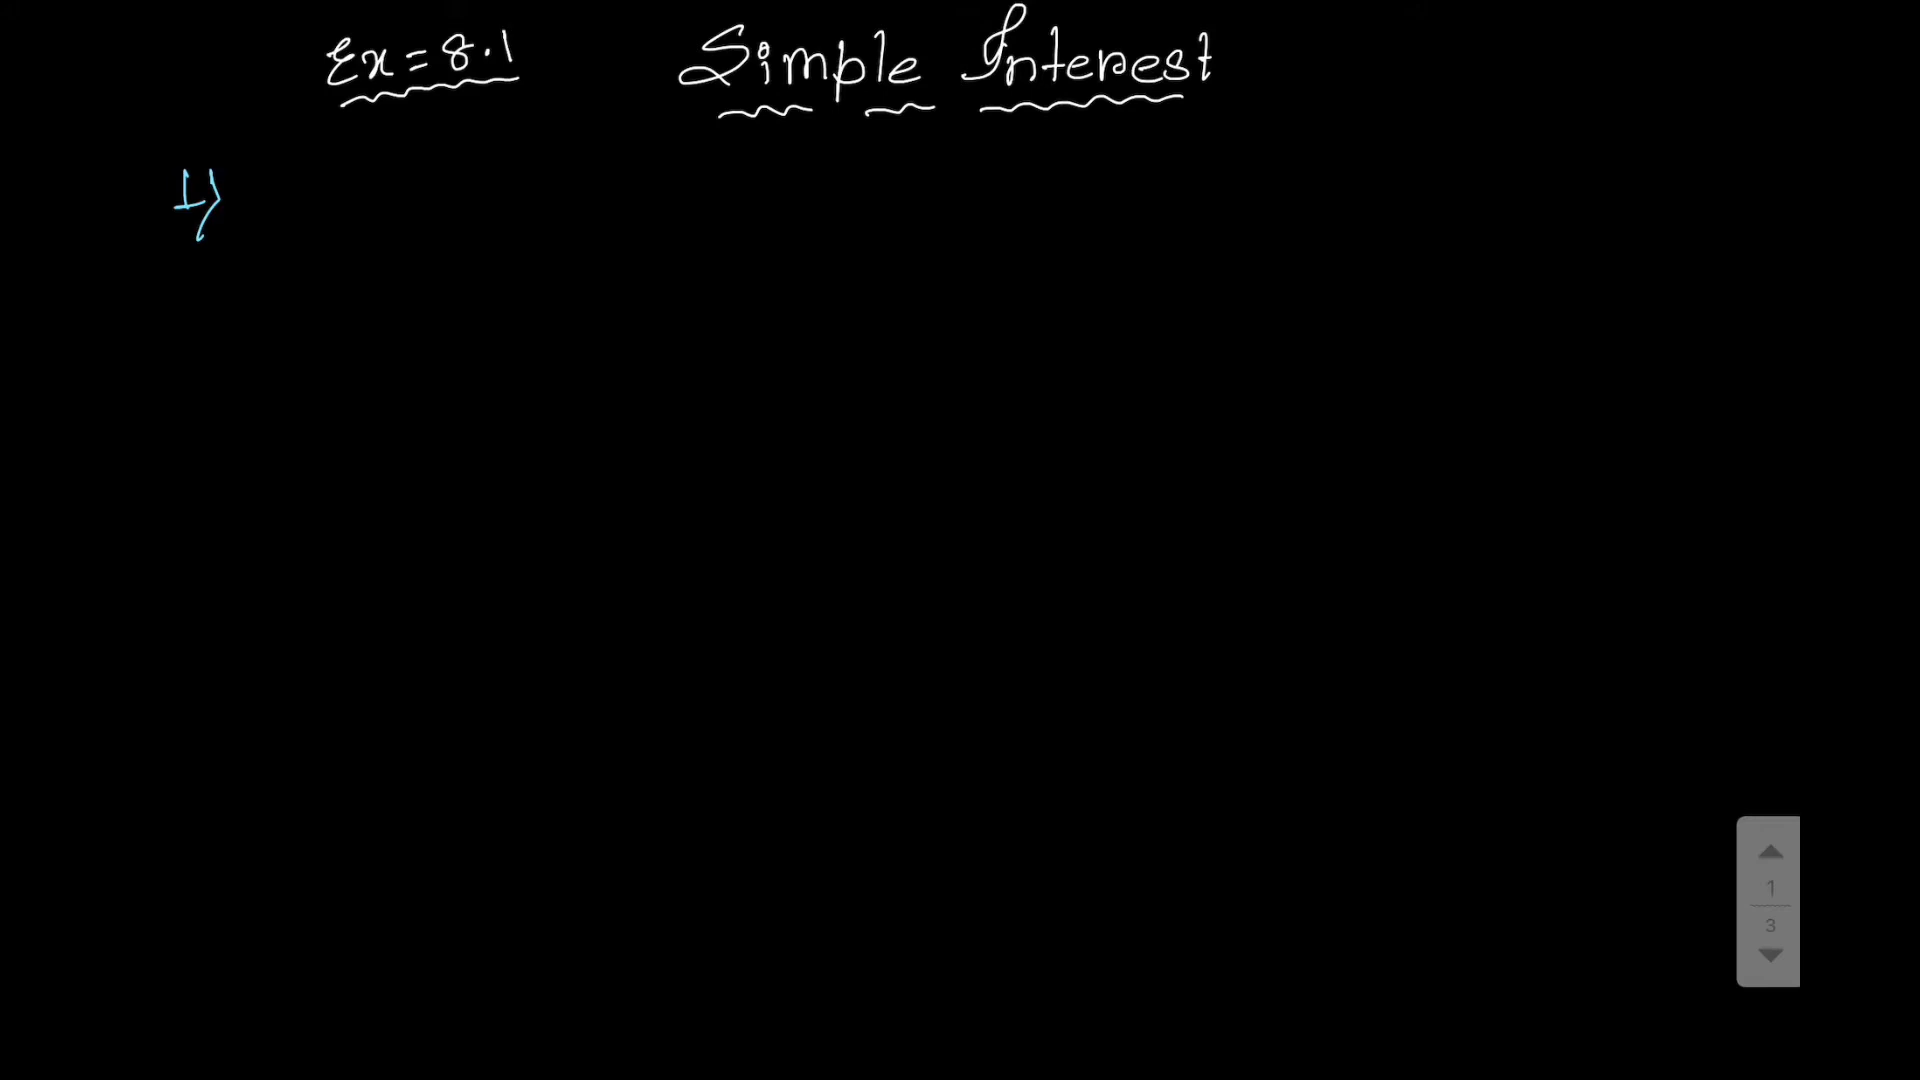 Ex = 8.1 Simple Interest
1)
1
3